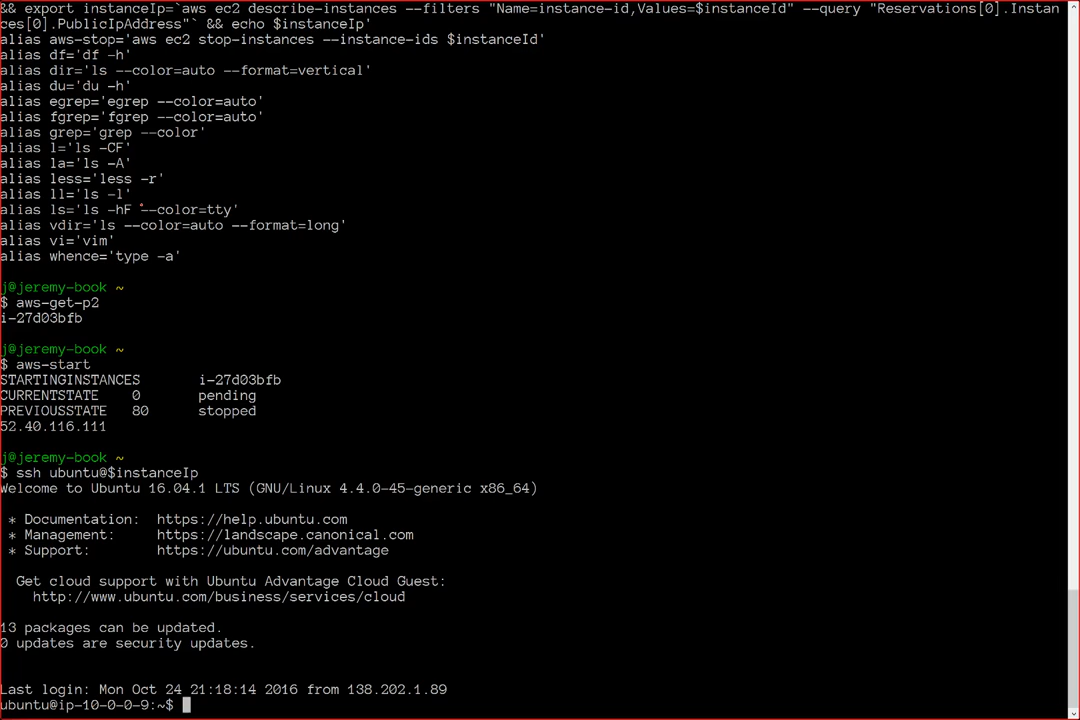 && export instanceIp=`aws ec2 describe-instances --filters "Name=instance-id,Values=$instanceId" --query "Reservations[0].Instan
ces[0].PublicIpAddress"` && echo $instanceIp'
alias aws-stop='aws ec2 stop-instances --instance-ids $instanceId'
alias df='df -h'
alias dir='ls --color=auto --format=vertical'
alias du='du -h'
alias egrep='egrep --color=auto'
alias fgrep='fgrep --color=auto'
alias grep='grep --color'
alias l='ls -CF'
alias la='ls -A'
alias less='less -r'
alias ll='ls -l'
alias ls='ls -hF --color=tty'
alias vdir='ls --color=auto --format=long'
alias vi='vim'
alias whence='type -a'
j@jeremy-book ~
$ aws-get-p2
i-27d03bfb
j@jeremy-book ~
$ aws-start
STARTINGINSTANCES i-27d03bfb
CURRENTSTATE 0 pending
PREVIOUSSTATE 80 stopped
52.40.116.111
j@jeremy-book ~
$ ssh ubuntu@$instanceIp
Welcome to Ubuntu 16.04.1 LTS (GNU/Linux 4.4.0-45-generic x86_64)
* Documentation: https://help.ubuntu.com
* Management: https://landscape.canonical.com
* Support: https://ubuntu.com/advantage
Get cloud support with Ubuntu Advantage Cloud Guest:
http://www.ubuntu.com/business/services/cloud
13 packages can be updated.
0 updates are security updates.
Last login: Mon Oct 24 21:18:14 2016 from 138.202.1.89
ubuntu@ip-10-0-0-9:~$